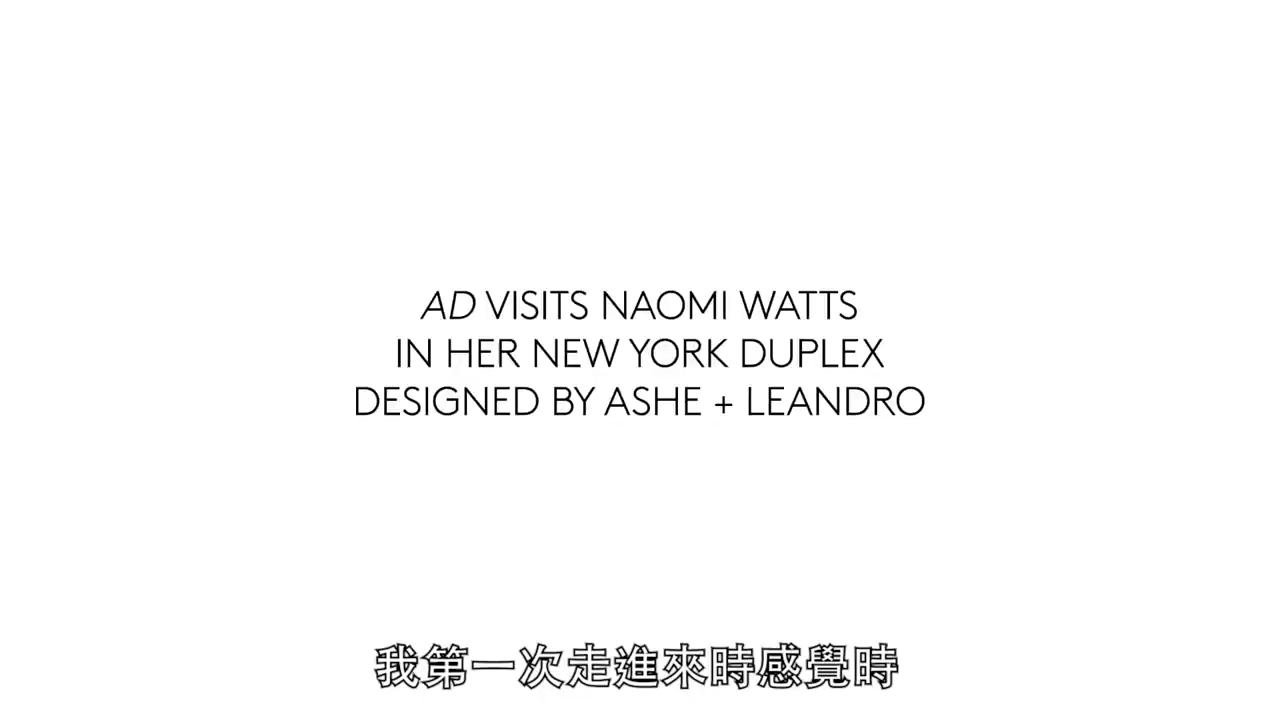 AD VISITS NAOMI WATTS
IN HER NEW YORK DUPLEX
DESIGNED BY ASHE + LEANDRO
我第一次走進來時感覺時